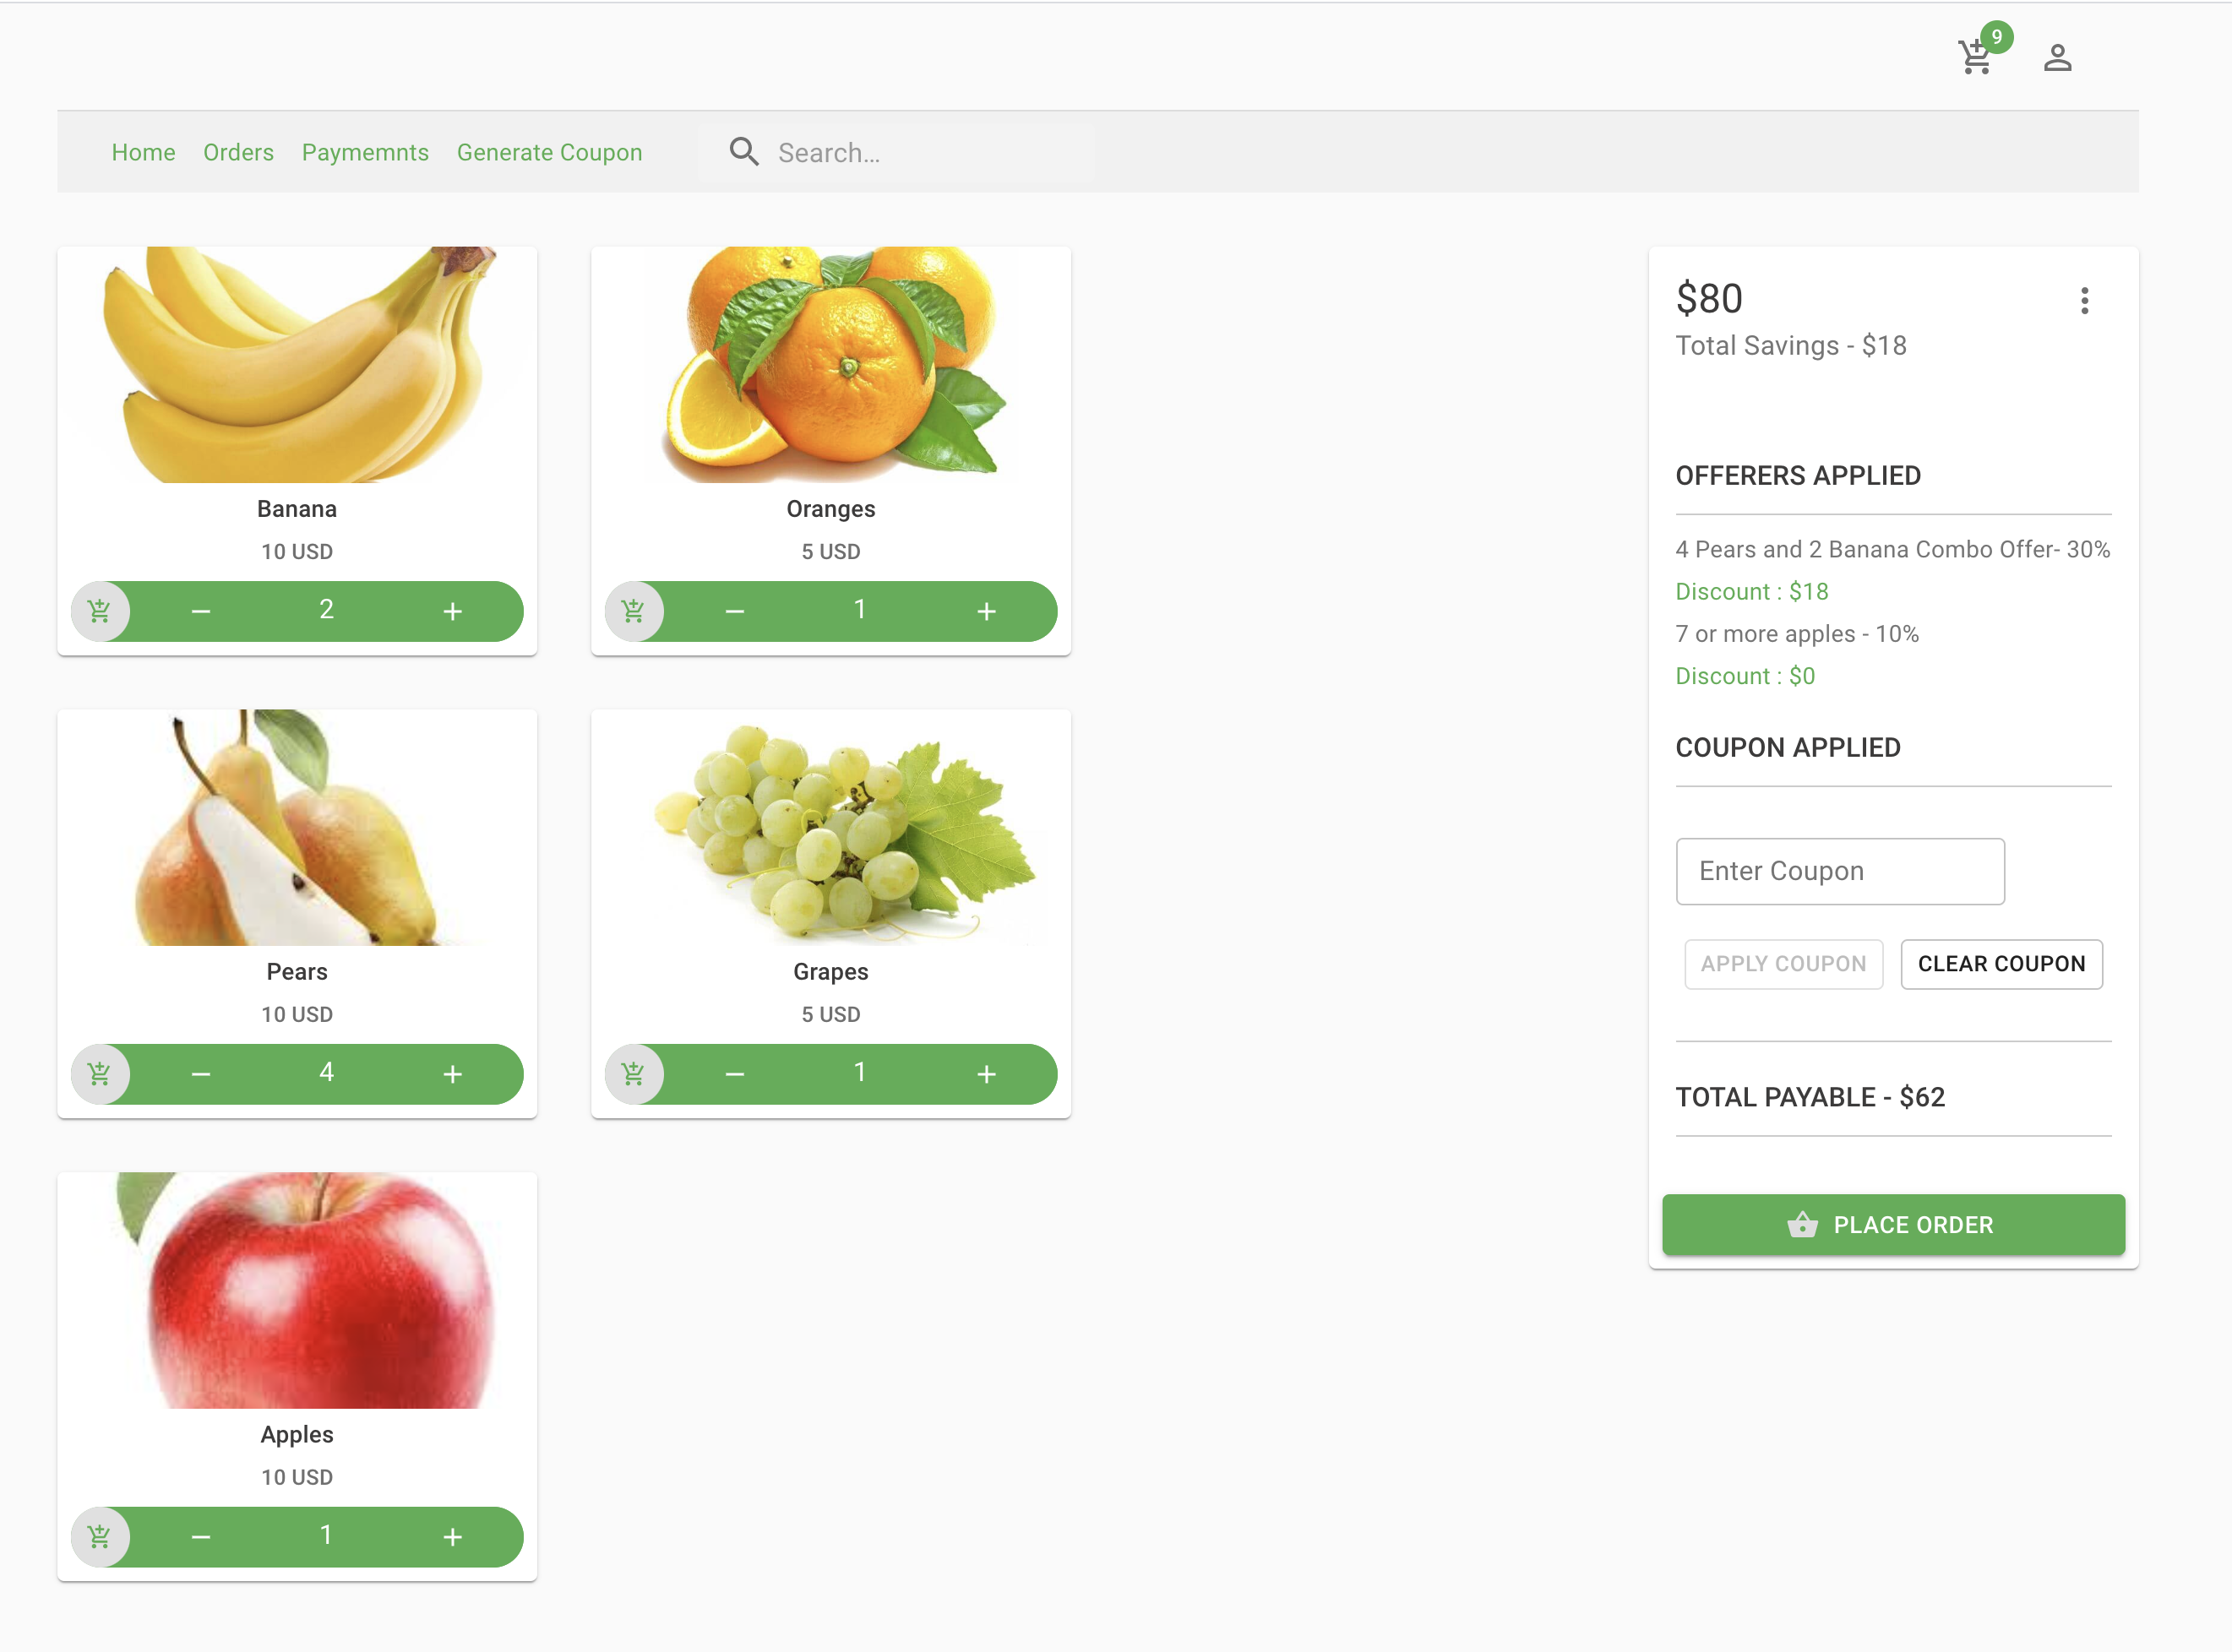 9
Home Orders Paymemnts Generate Coupon Search...
Banana
10 USD
2
Oranges
5 USD
1
Pears
10 USD
4
Grapes
5 USD
1
Apples
10 USD
1
$80
Total Savings - $18
OFFERERS APPLIED
4 Pears and 2 Banana Combo Offer- 30%
Discount : $18
7 or more apples - 10%
Discount : $0
COUPON APPLIED
Enter Coupon
APPLY COUPON CLEAR COUPON
TOTAL PAYABLE - $62
PLACE ORDER